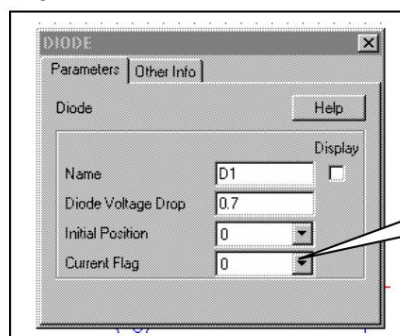 DIODE
Parameters Other Info
Diode Help
Display
Name D1
Diode Voltage Drop 0.7
Initial Position 0
Current Flag 0